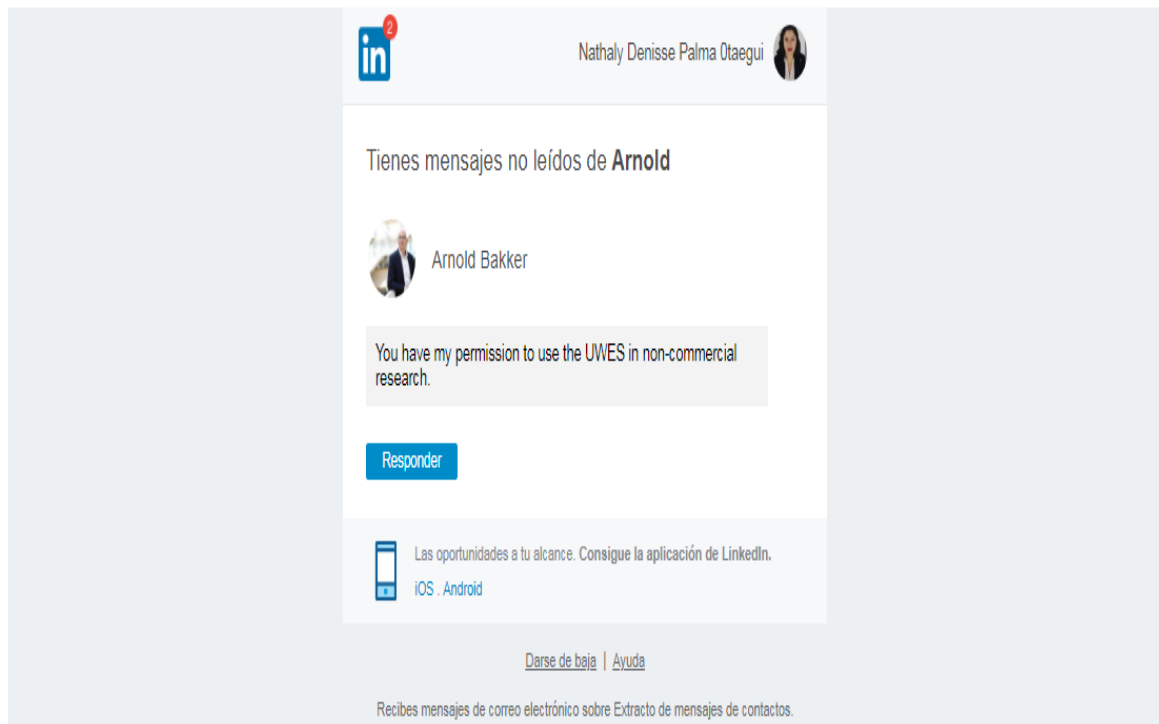 in
2
Nathaly Denisse Palma 0taegui
Tienes mensajes no leídos de Arnold
Arnold Bakker
You have my permission to use the UWES in non-commercial
research.
Responder
Las oportunidades a tu alcance. Consigue la aplicación de LinkedIn.
iOS . Android
Darse de baja | Ayuda
Recibes mensajes de correo electrónico sobre Extracto de mensajes de contactos.